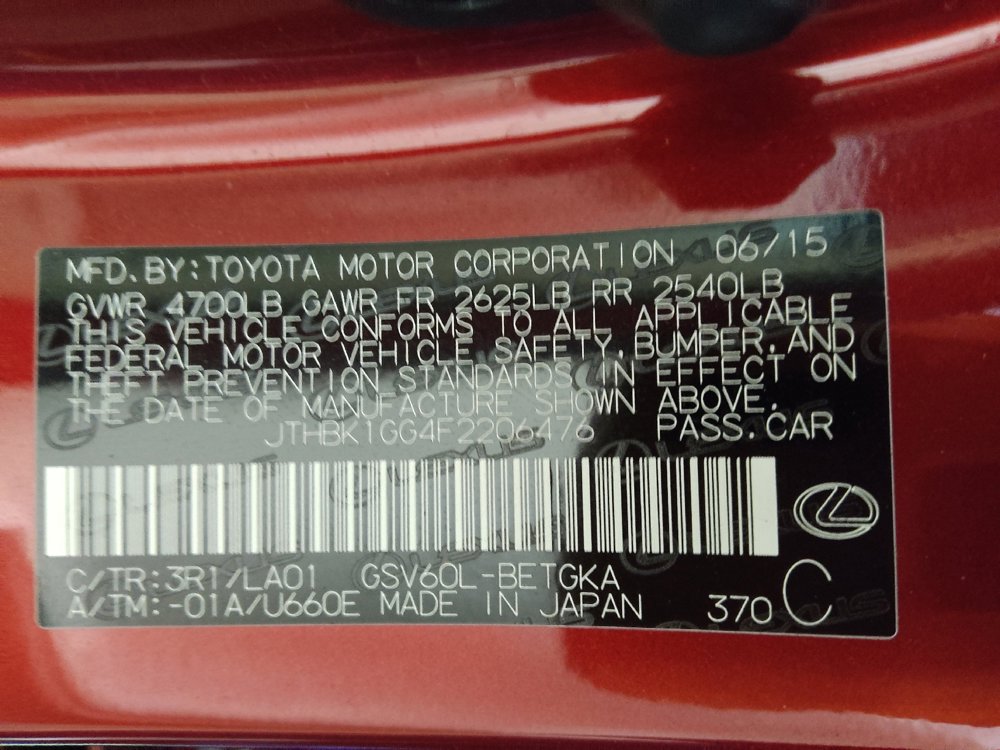 MFD. BY: TOYOTA MOTOR CORPORATION 06/15
GVWR 4700LB GAWR FR 2625LB RR 2540LB
THIS VEHICLE CONFORMS TO ALL APPLICABLE
FEDERAL MOTOR VEHICLE SAFETY, BUMPER, AND
THEFT PREVENTION STANDARDS IN EFFECT ON
THE DATE OF MANUFACTURE SHOWN ABOVE.
JTHBK1GG4F2206476 PASS. CAR
C/TR: 3R1/LA01 GSV60L-BETGKA
A/TM: -01A/U660E MADE IN JAPAN 370 C